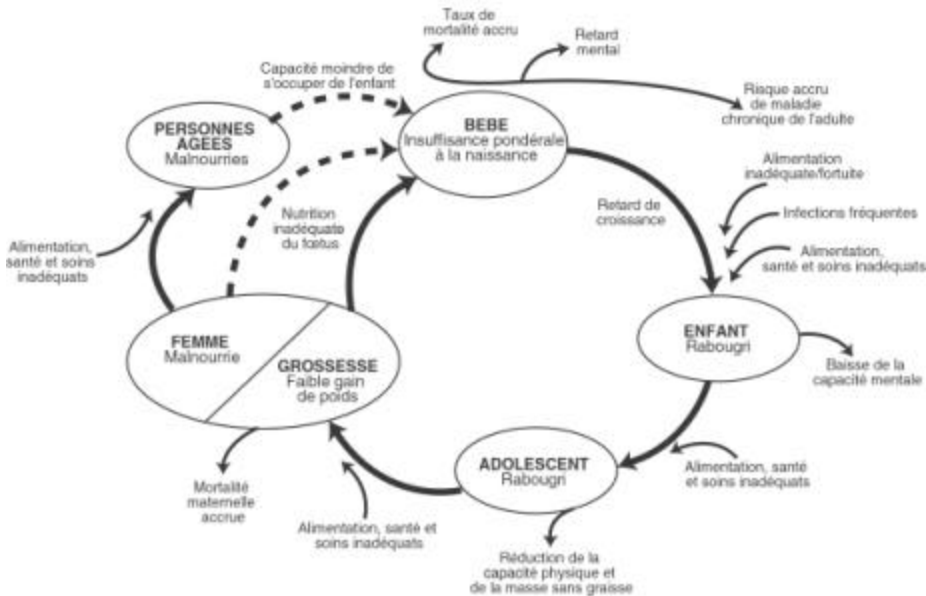 Taux de
mortalité accru
Retard
mental
Capacité moindre de
s'occuper de l'enfant
Risque accru
de maladie
chronique de l'adulte
PERSONNES
AGEES
Malnourries
BEBE
Insuffisance pondérale
à la naissance
Alimentation
inadéquate/fortuite
Retard de
croissance
Infections fréquentes
Nutrition
inadéquate
du fœtus
Alimentation,
santé et soins
inadéquats
Alimentation,
santé et soins inadéquats
FEMME
Malnourrie
GROSSESSE
Faible gain
de poids
ENFANT
Rabougri
Baisse de la
capacité mentale
ADOLESCENT
Rabougri
Alimentation, santé
et soins inadéquats
Mortalité
maternelle
accrue
Alimentation, santé et
soins inadéquats
Réduction de la
capacité physique et
de la masse sans graisse